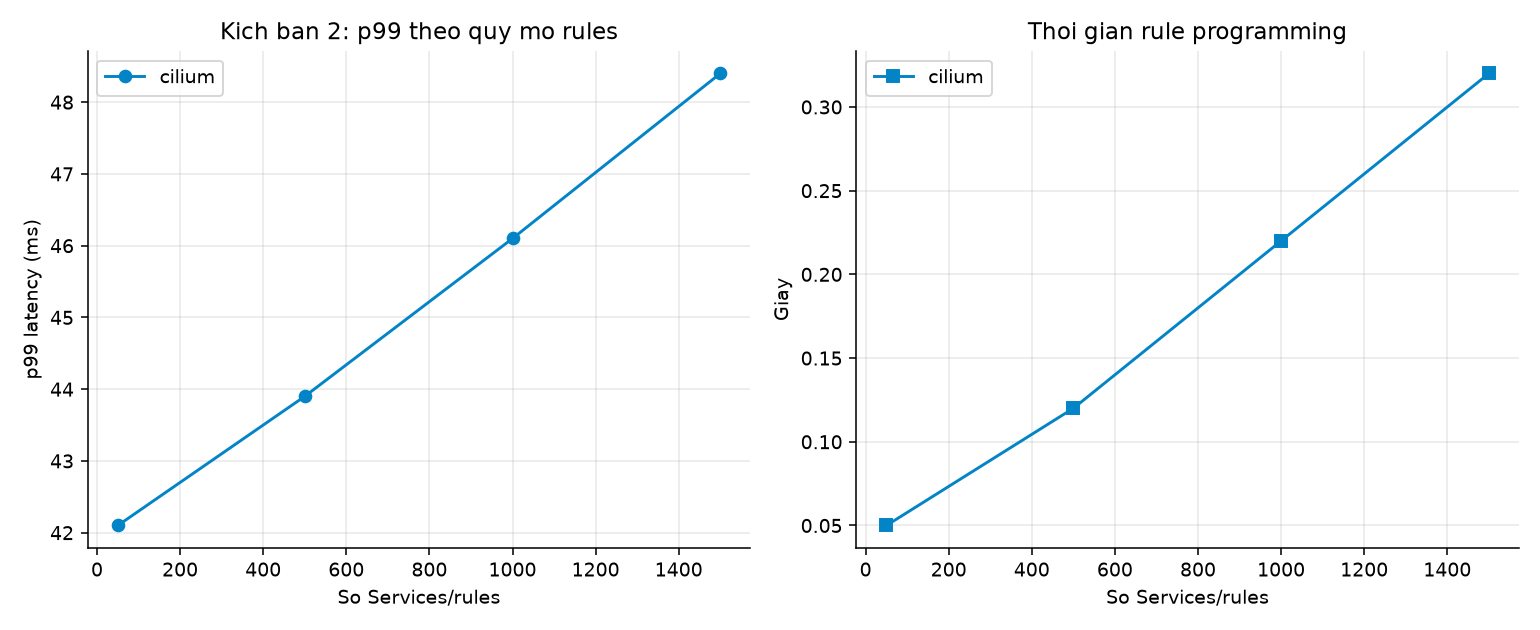 Kich ban 2: p99 theo quy mo rules
cilium
p99 latency (ms)
48
47
46
45
44
43
42
0 200 400 600 800 1000 1200 1400
So Services/rules
Thoi gian rule programming
cilium
Giay
0.30
0.25
0.20
0.15
0.10
0.05
0 200 400 600 800 1000 1200 1400
So Services/rules